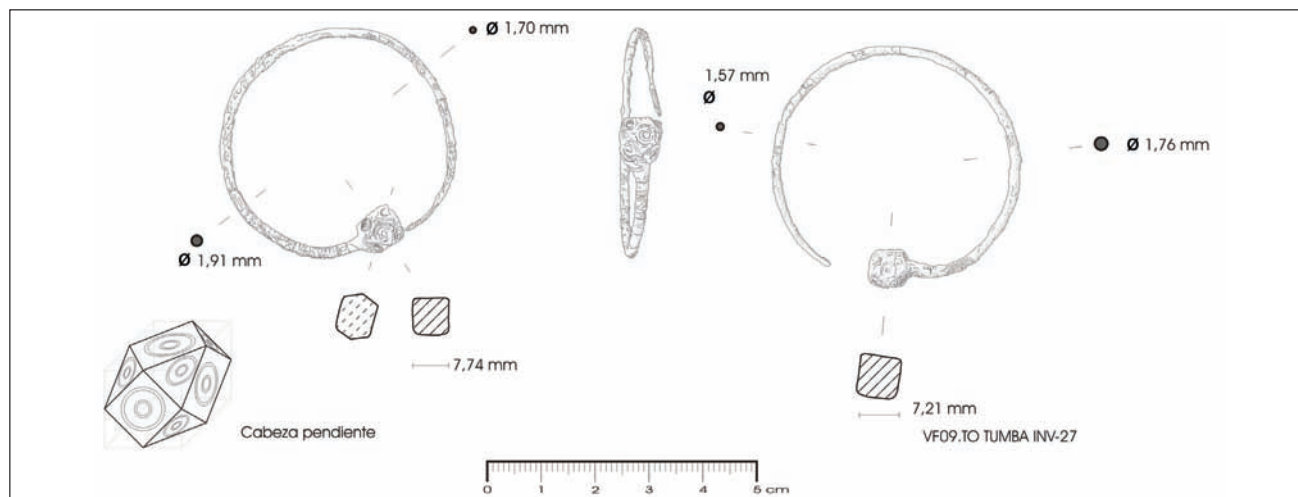 Ø 1,70 mm
1,57 mm
Ø
Ø 1,76 mm
Ø 1,91 mm
7,74 mm
7,21 mm
Cabeza pendiente
VF09.TO TUMBA INV-27
0 1 2 3 4 5 cm